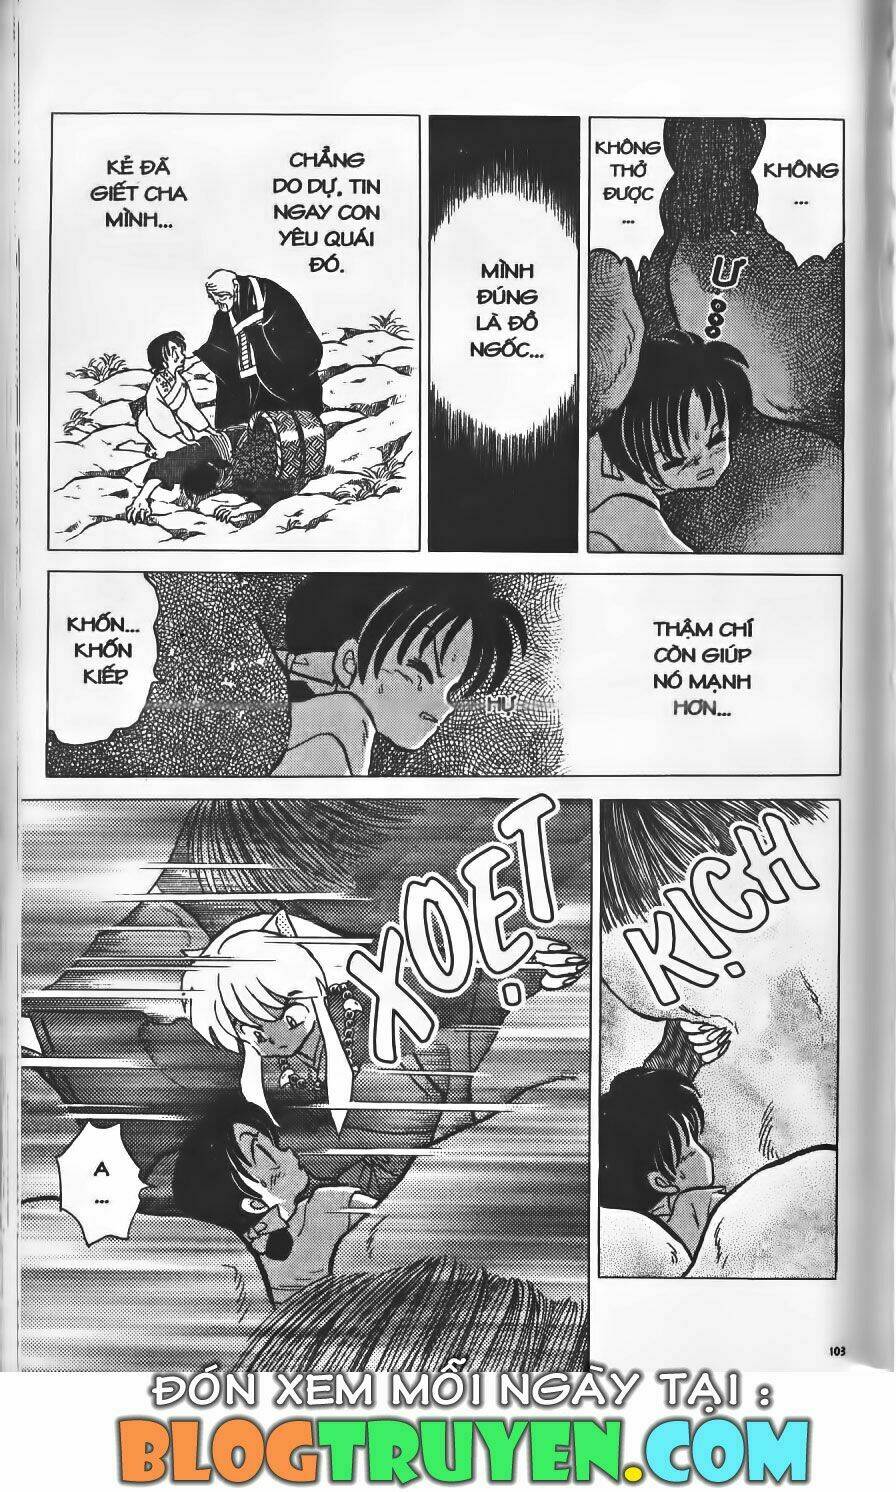 KHÔNG
...
KHÔNG
THỞ
ĐƯỢC
...
Ư
MÌNH
ĐÚNG
LÀ ĐỒ
NGỐC...
CHẲNG
DO DỰ, TIN
NGAY CON
YÊU QUÁI
ĐÓ.
KẺ ĐÃ
GIẾT CHA
MÌNH...
THẬM CHÍ
CÒN GIÚP
NÓ MẠNH
HƠN...
HỰ
KHỐN...
KHỐN
KIẾP
KỊCH
XOẸT
A
...
103
ĐÓN XEM MỖI NGÀY TẠI :
BLOGTRUYEN.COM